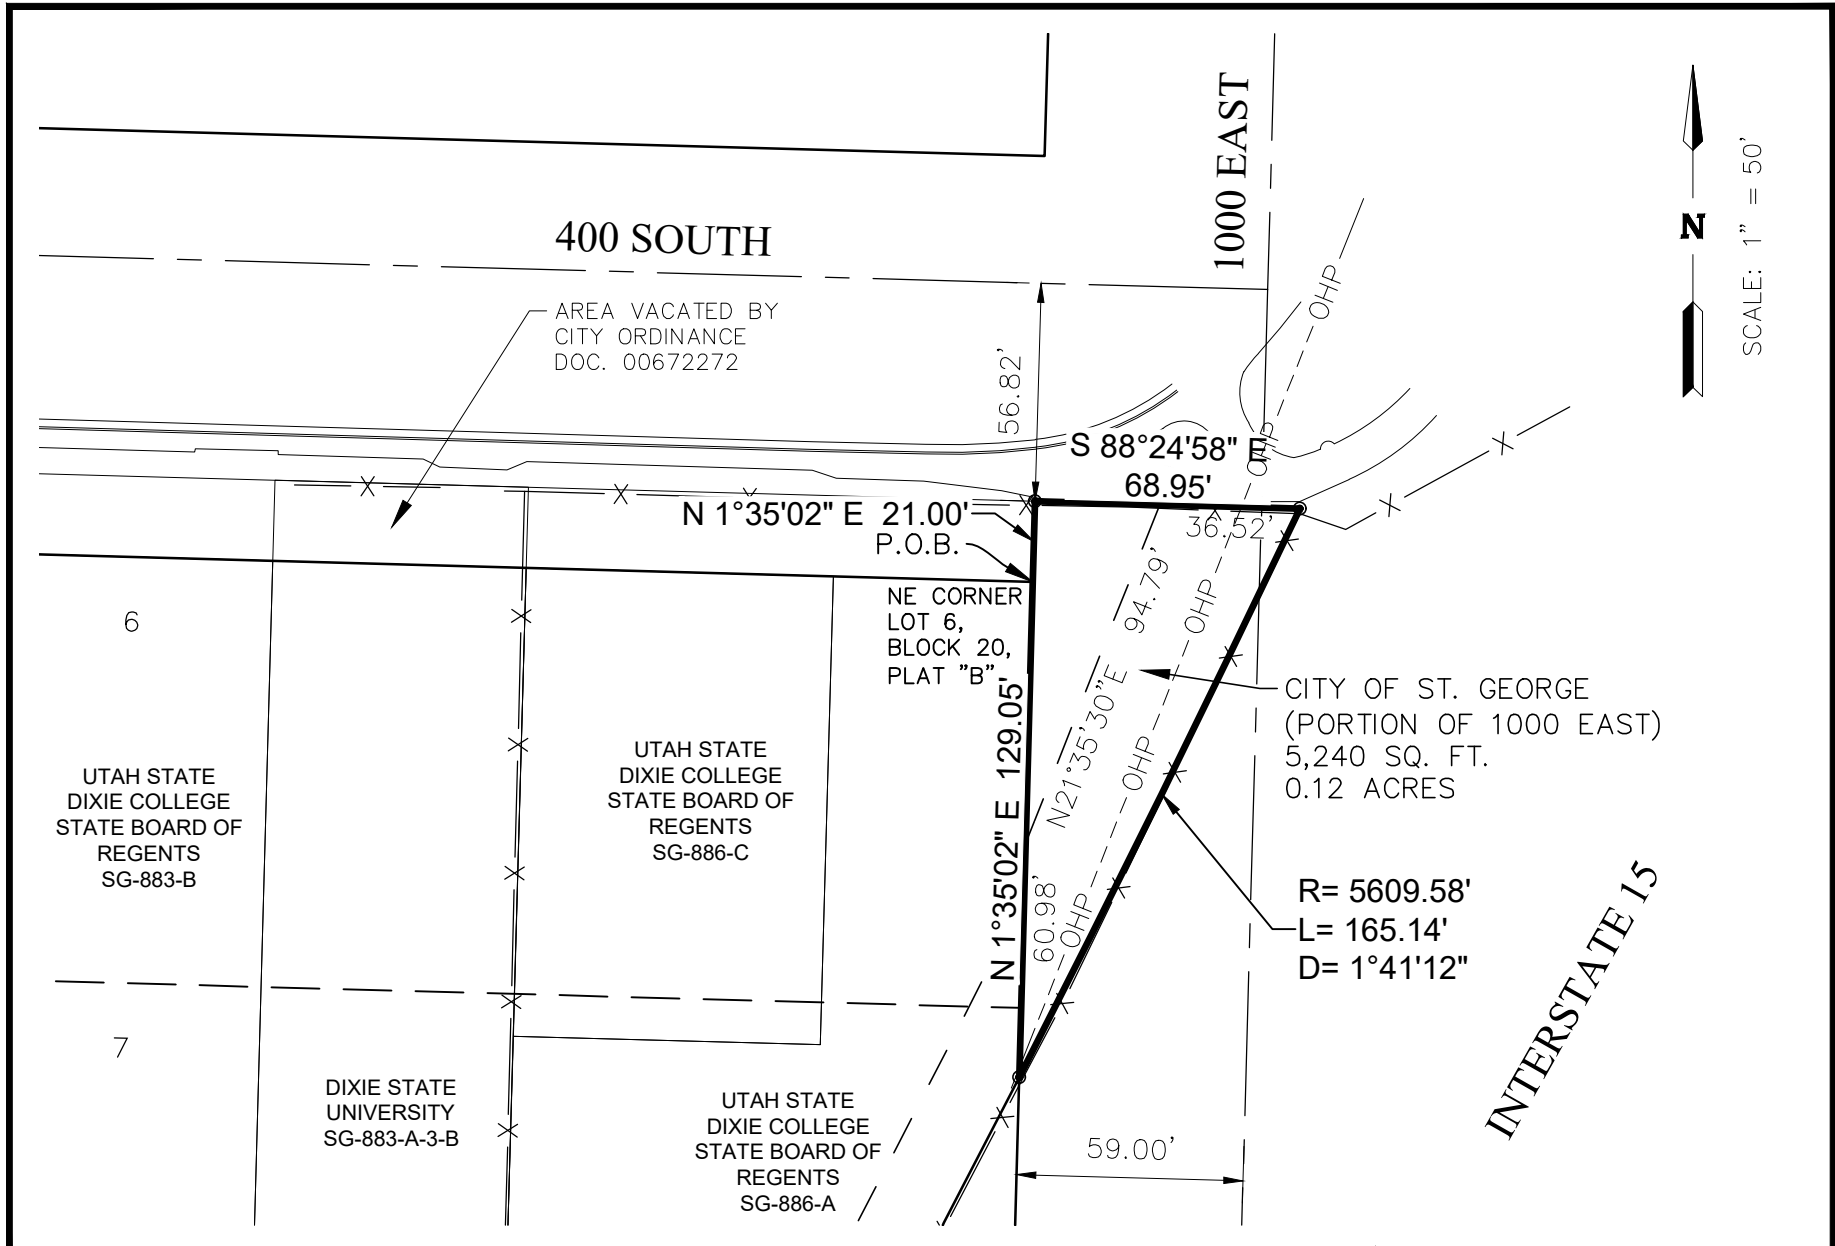 1000 EAST
N
SCALE: 1" = 50'
400 SOUTH
AREA VACATED BY
CITY ORDINANCE
DOC. 00672272
OHP
56.82'
S 88°24'58" E
68.95'
OHP
N 1°35'02" E 21.00'
36.52'
P.O.B.
NE CORNER
LOT 6,
BLOCK 20,
PLAT "B"
6
N21°35'30"E 94.79'
OHP
CITY OF ST. GEORGE
(PORTION OF 1000 EAST)
5,240 SQ. FT.
0.12 ACRES
N 1°35'02" E 129.05'
OHP
UTAH STATE
DIXIE COLLEGE
STATE BOARD OF
REGENTS
SG-883-B
UTAH STATE
DIXIE COLLEGE
STATE BOARD OF
REGENTS
SG-886-C
60.98'
OHP
R= 5609.58'
L= 165.14'
D= 1°41'12"
INTERSTATE 15
7
DIXIE STATE
UNIVERSITY
SG-883-A-3-B
UTAH STATE
DIXIE COLLEGE
STATE BOARD OF
REGENTS
SG-886-A
59.00'